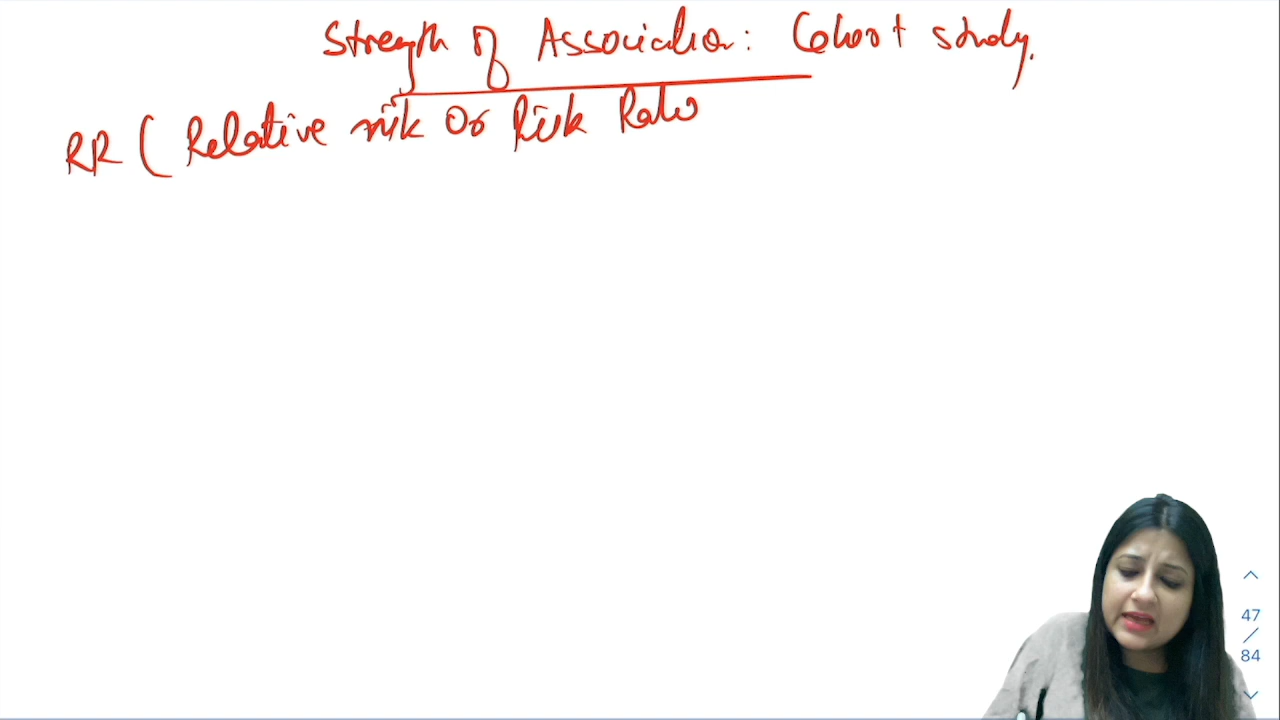 Strength of Association: Cohort study.
RR ( Relative risk Or Risk Ratio
47
/
84